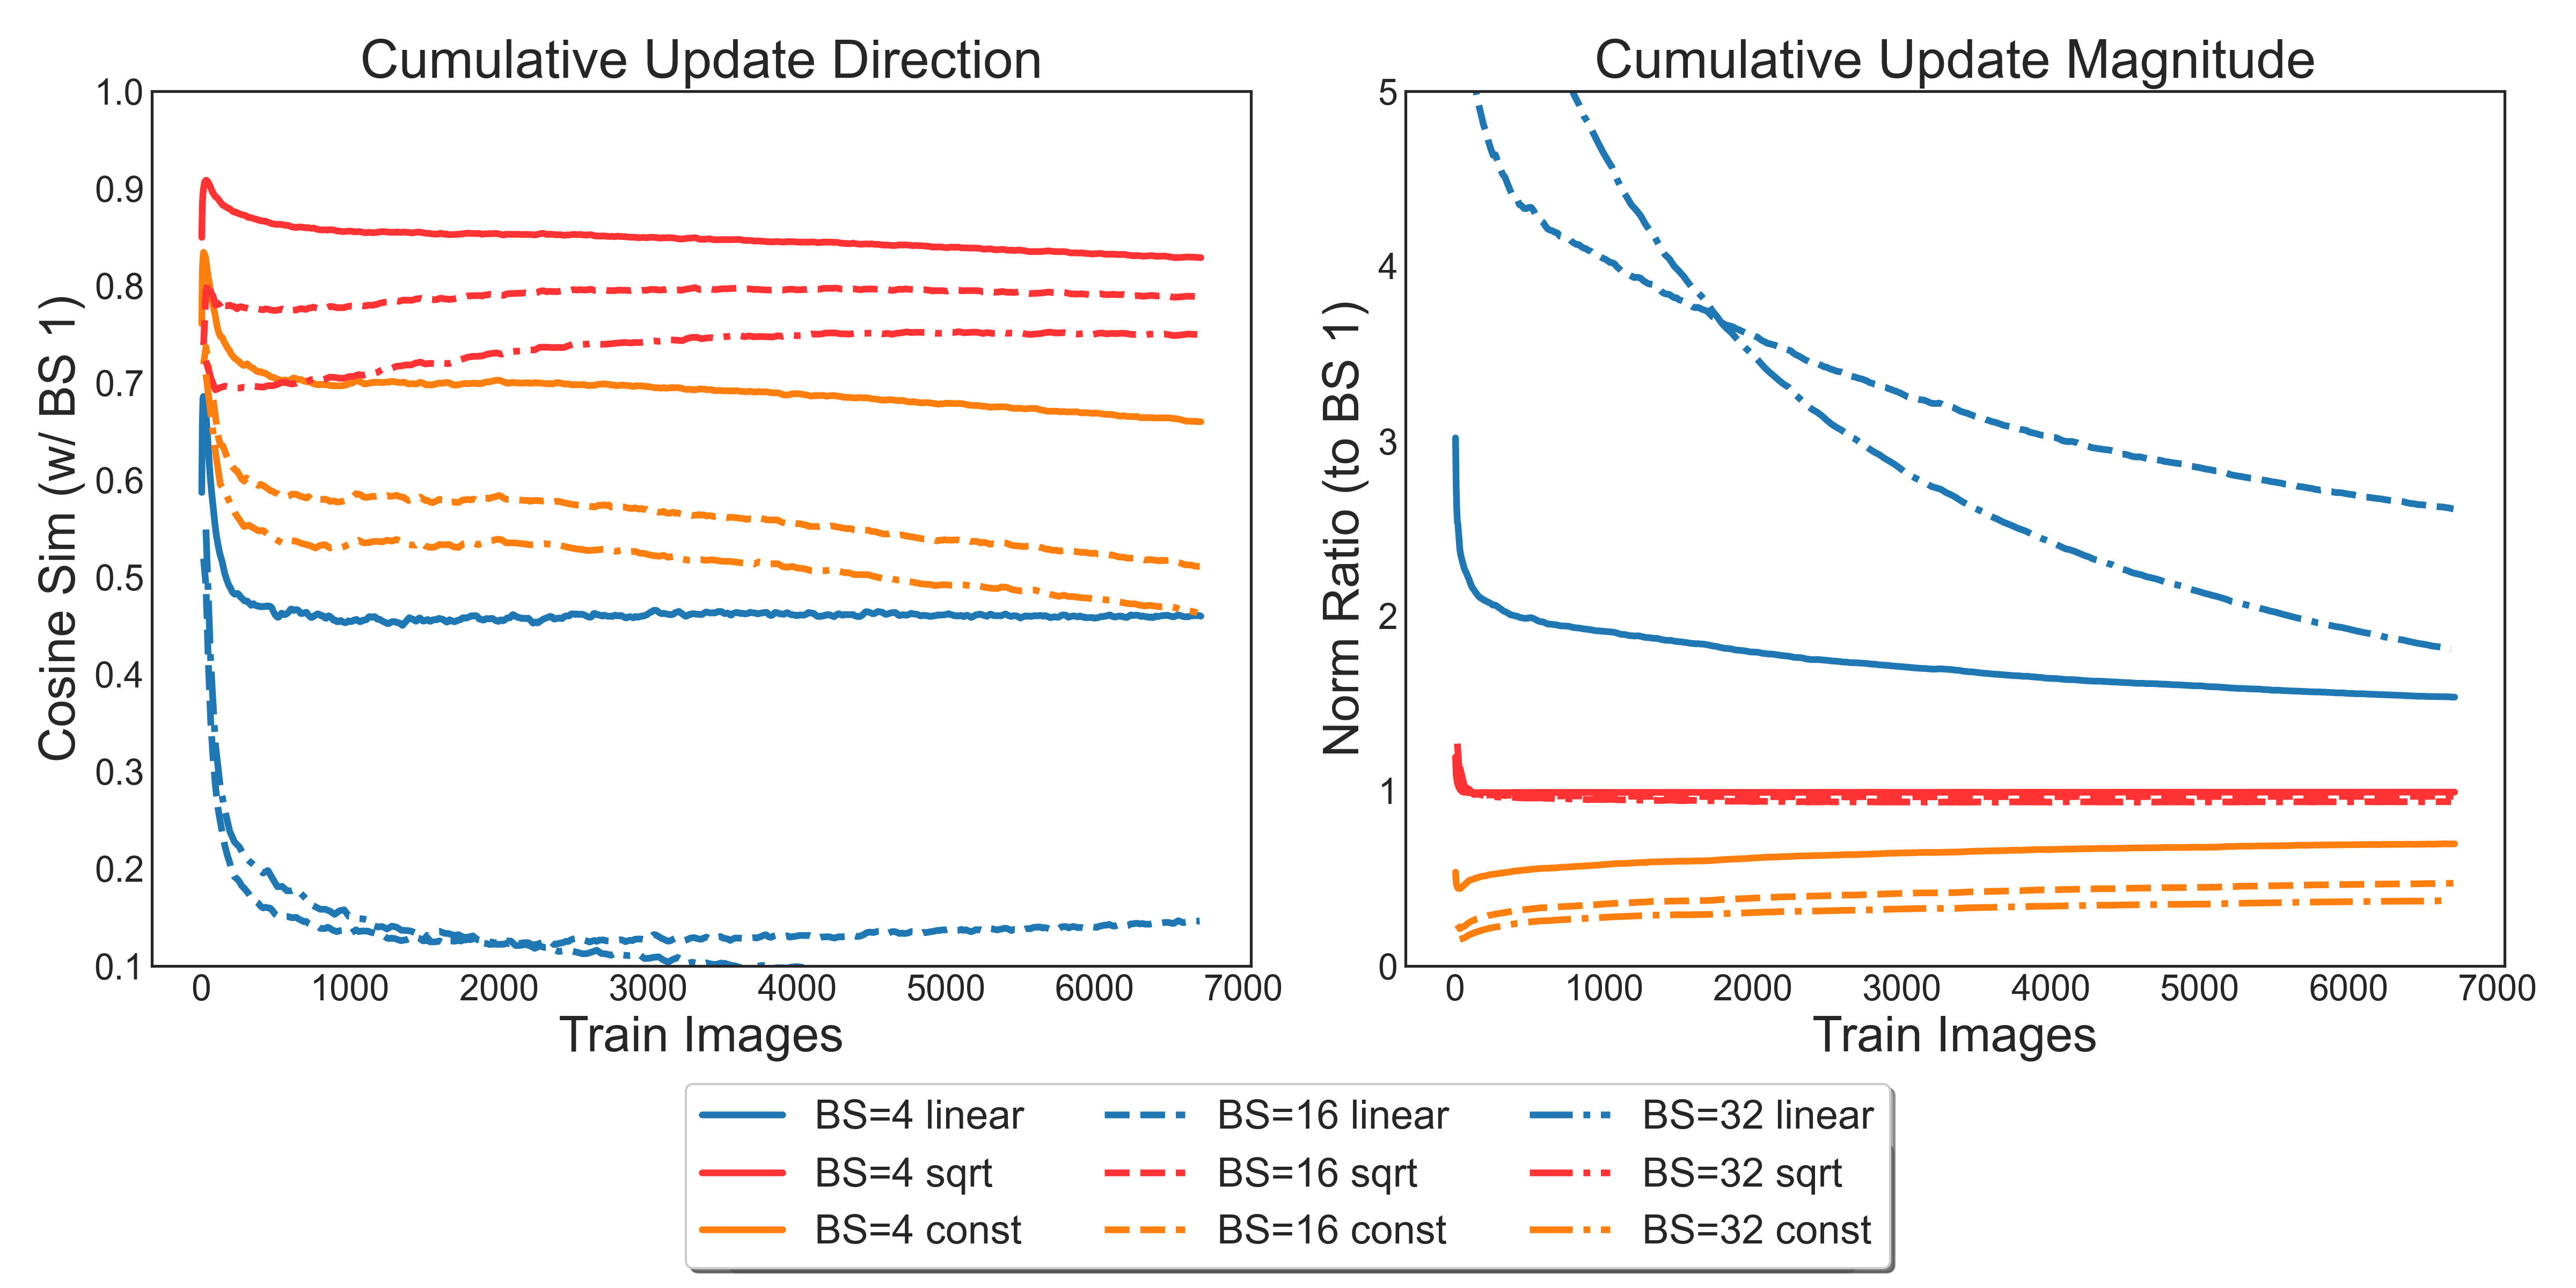 Cumulative Update Direction
Cosine Sim (w/ BS 1)
1.0
0.9
0.8
0.7
0.6
0.5
0.4
0.3
0.2
0.1
0 1000 2000 3000 4000 5000 6000 7000
Train Images
Cumulative Update Magnitude
Norm Ratio (to BS 1)
5
4
3
2
1
0
0 1000 2000 3000 4000 5000 6000 7000
Train Images
BS=4 linear BS=16 linear BS=32 linear
BS=4 sqrt BS=16 sqrt BS=32 sqrt
BS=4 const BS=16 const BS=32 const